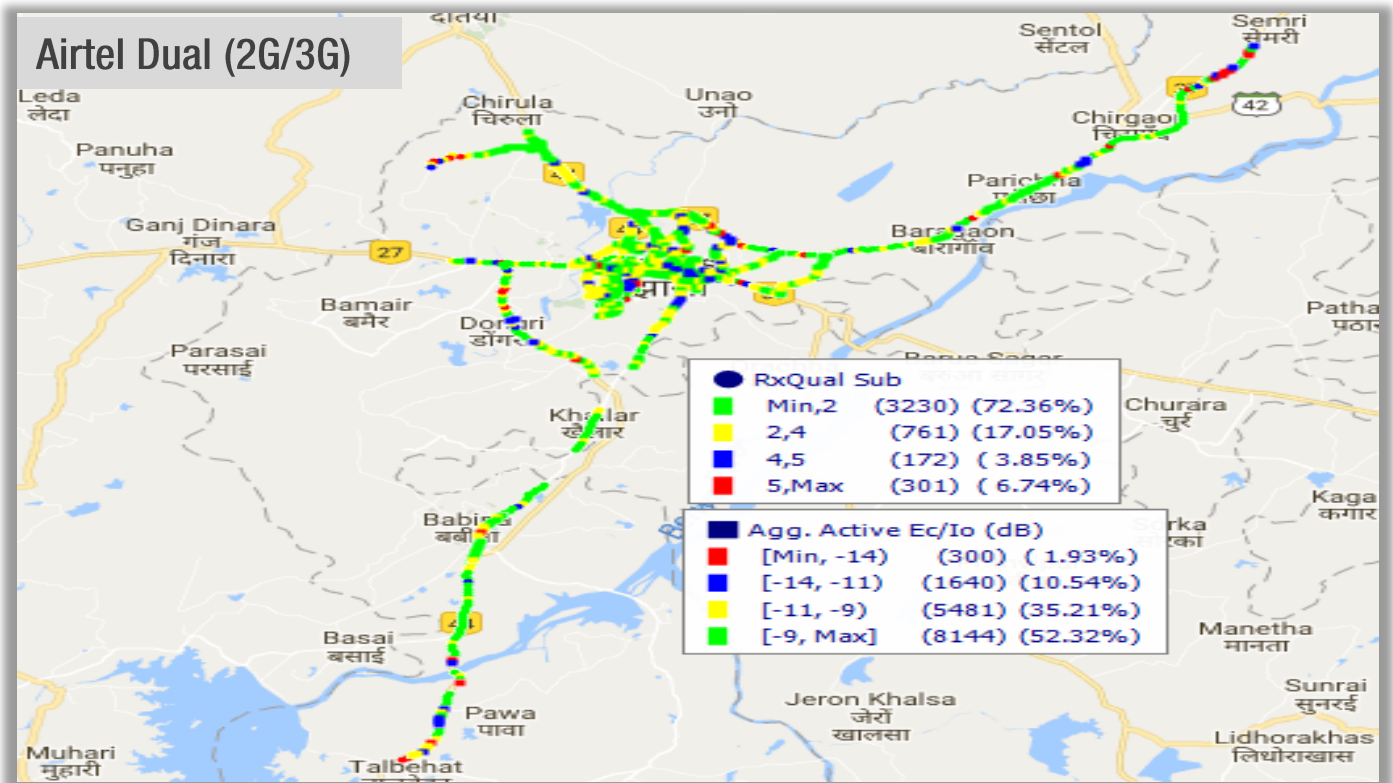 दतिया
Airtel Dual (2G/3G)
Semri
सेमरी
Sentol
सेंटल
Leda
लेदा
Chirula
चिरुला
Unao
उनो
42
Chirgaon
Panuha
पनुहा
Ganj Dinara
गंज
दिनारा
27
Baragaon
बारागाँव
Bamair
बमैर
Patha
पठा
Parasai
परसाई
RxQual Sub
Min,2 (3230) (72.36%)
2,4 (761) (17.05%)
4,5 (172) ( 3.85%)
5,Max (301) ( 6.74%)
Churara
चुर्र
Agg. Active Ec/Io (dB)
[Min, -14) (300) ( 1.93%)
[-14, -11) (1640) (10.54%)
[-11, -9) (5481) (35.21%)
[-9, Max] (8144) (52.32%)
Kaga
कगार
Basai
बसाई
Manetha
मानता
Pawa
पावा
Jeron Khalsa
जेरों
खालसा
Sunrai
सुनरई
Muhari
मुहारी
Talbehat
Lidhorakhas
लिधोराखास